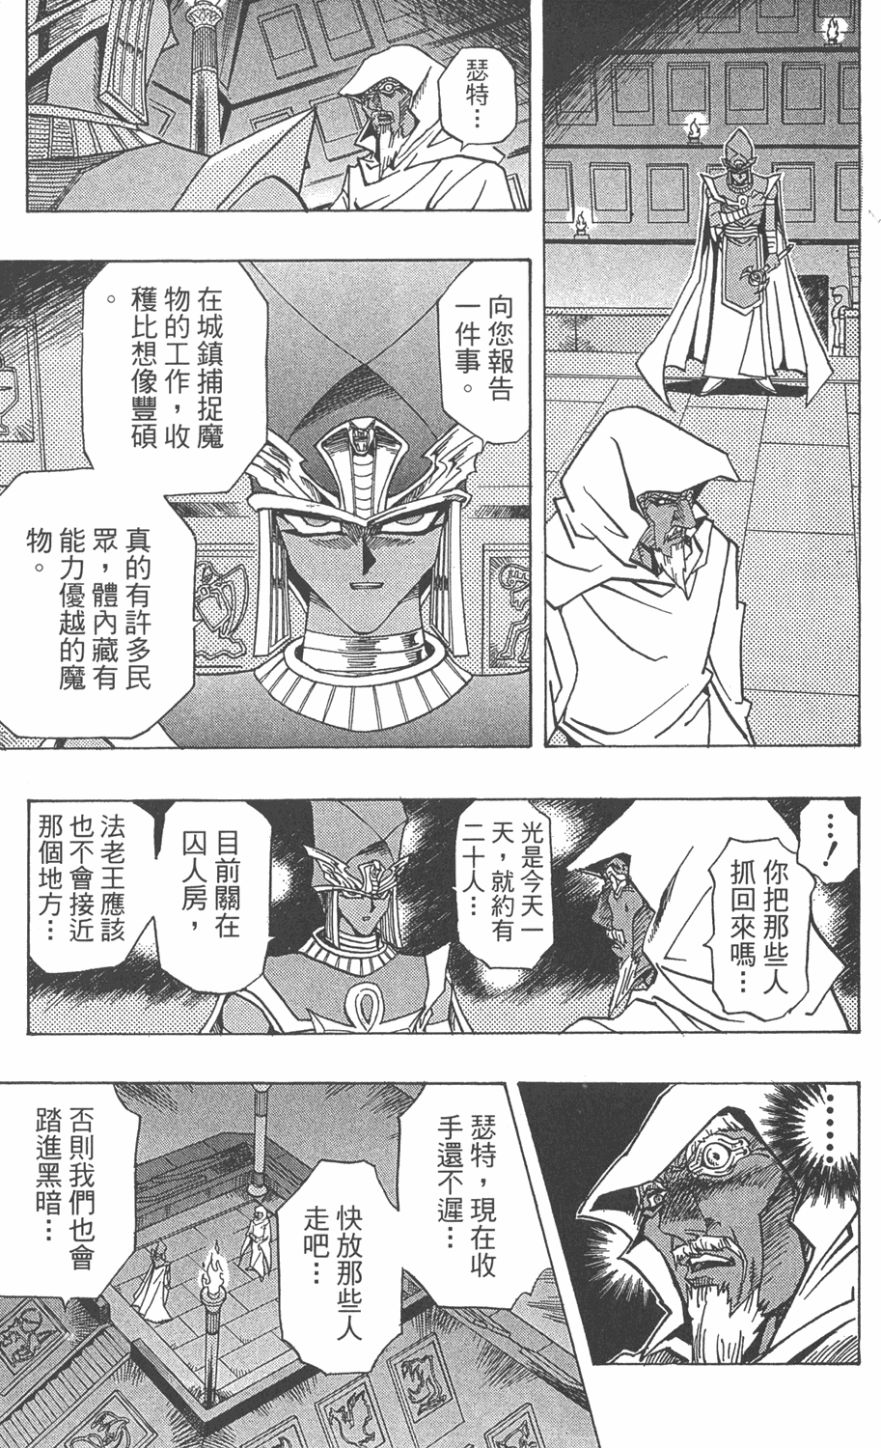 瑟特…
向您報告
一件事。
在城鎮捕捉魔
物的工作，收
穫比想像豐碩
。
真的有許多民
眾，體內藏有
能力優越的魔
物。
…！
你把那些人
抓回來嗎…
光是今天一
天，就約有
二十人…
目前關在
囚人房，
法老王應該
也不會接近
那個地方…
……
瑟特，現在收
手還不遲…
快放那些人
走吧…
否則我們也會
踏進黑暗…